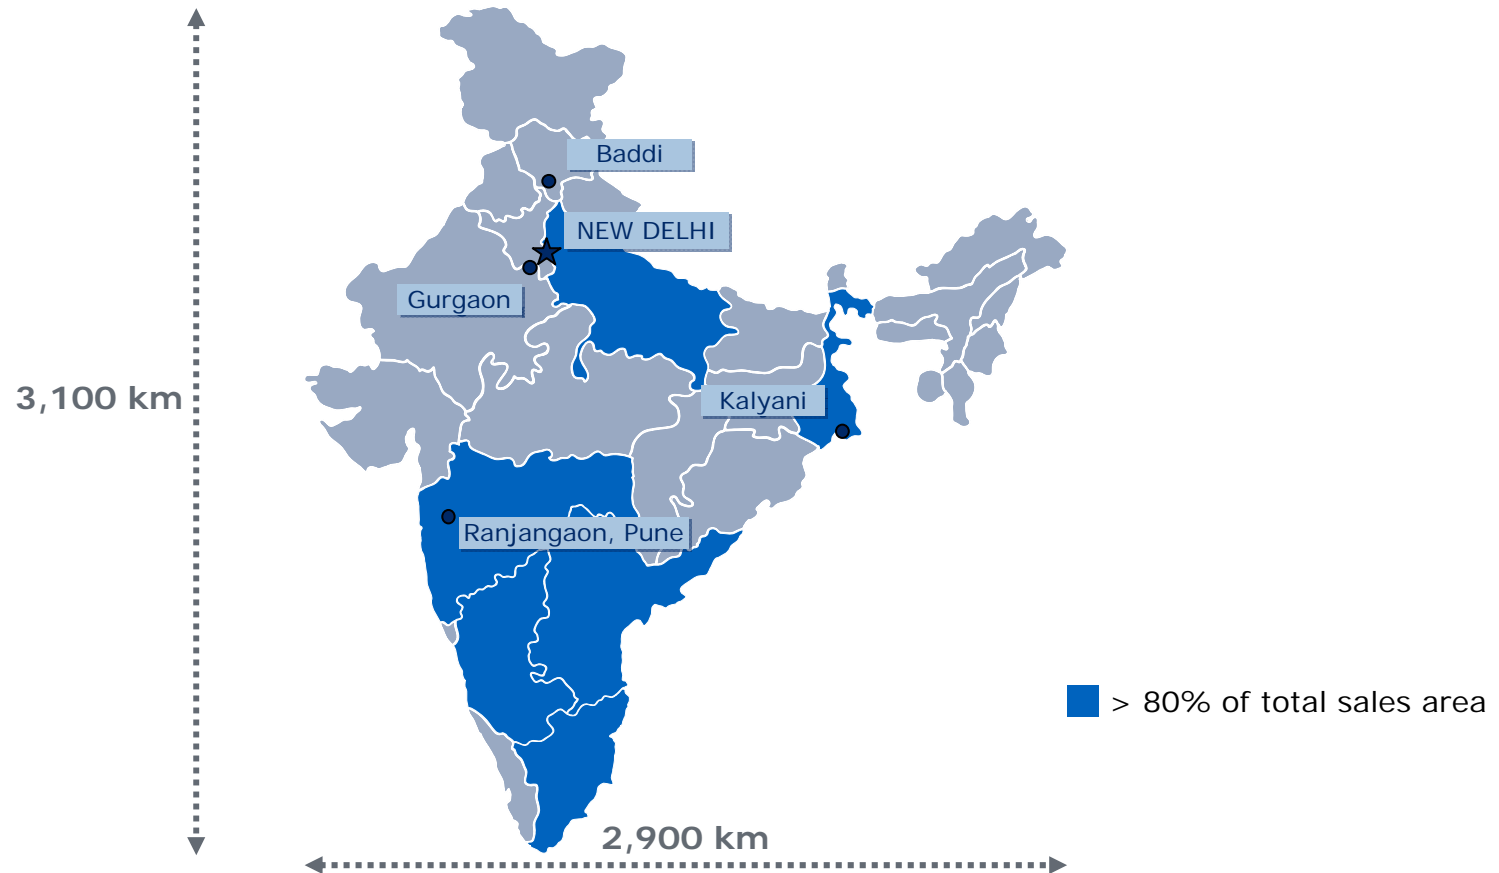 Baddi
NEW DELHI
Gurgaon
3,100 km
Kalyani
Ranjangaon, Pune
> 80% of total sales area
2,900 km